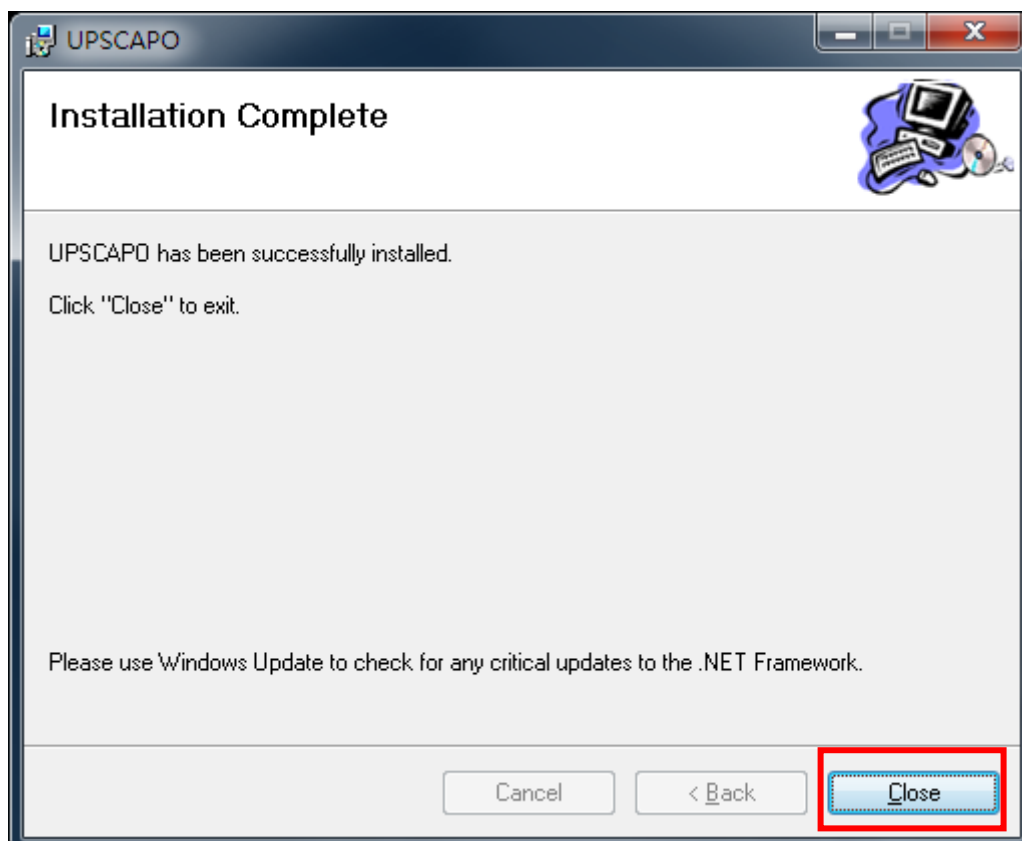 UPSCAPO
Installation Complete
UPSCAPO has been successfully installed.
Click "Close" to exit.
Please use Windows Update to check for any critical updates to the .NET Framework.
Cancel
< Back
Close